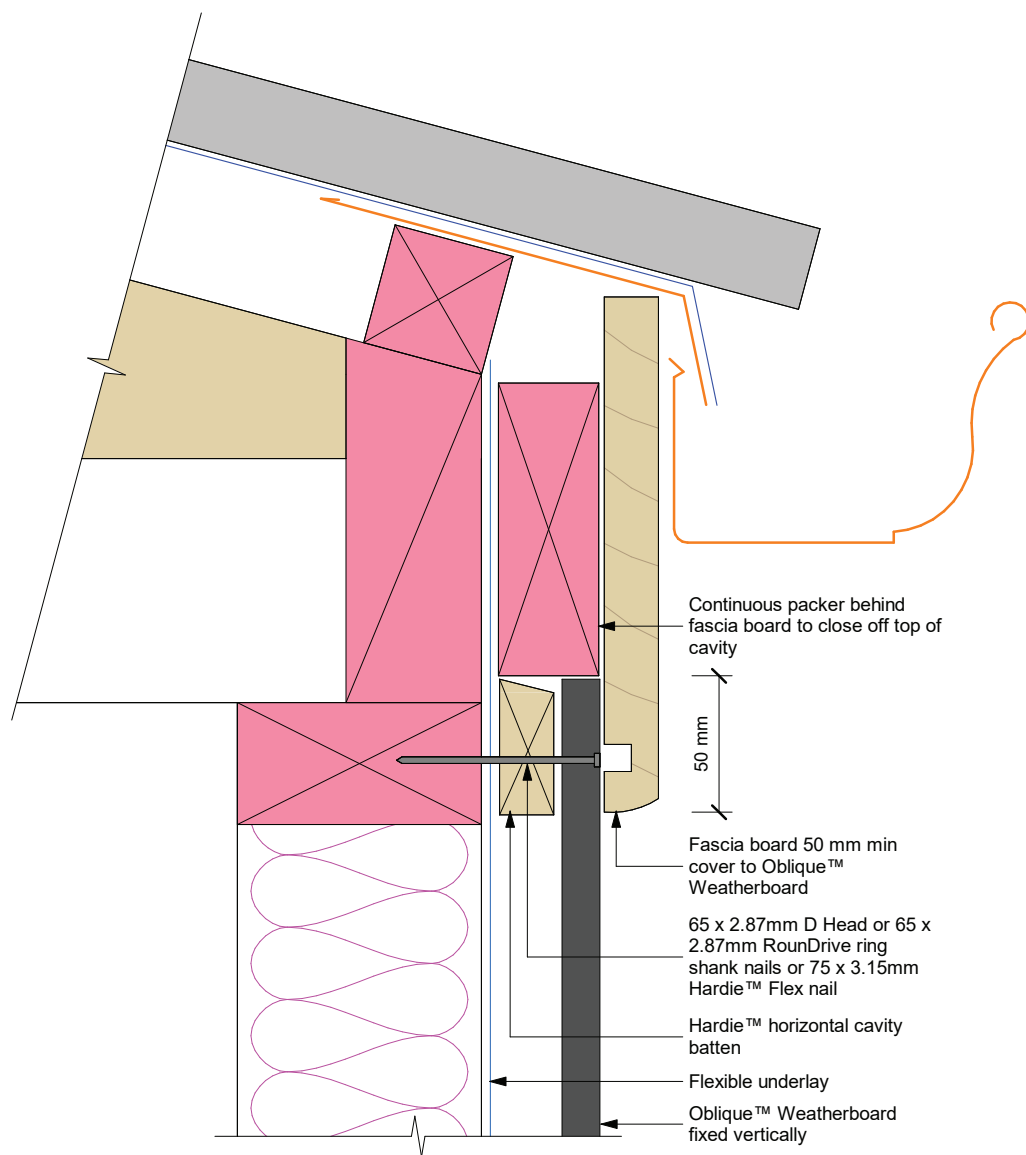 Continuous packer behind
fascia board to close off top of
cavity
50 mm
Fascia board 50 mm min
cover to Oblique™
Weatherboard
65 x 2.87mm D Head or 65 x
2.87mm RounDrive ring
shank nails or 75 x 3.15mm
Hardie™ Flex nail
Hardie™ horizontal cavity
batten
Flexible underlay
Oblique™ Weatherboard
fixed vertically